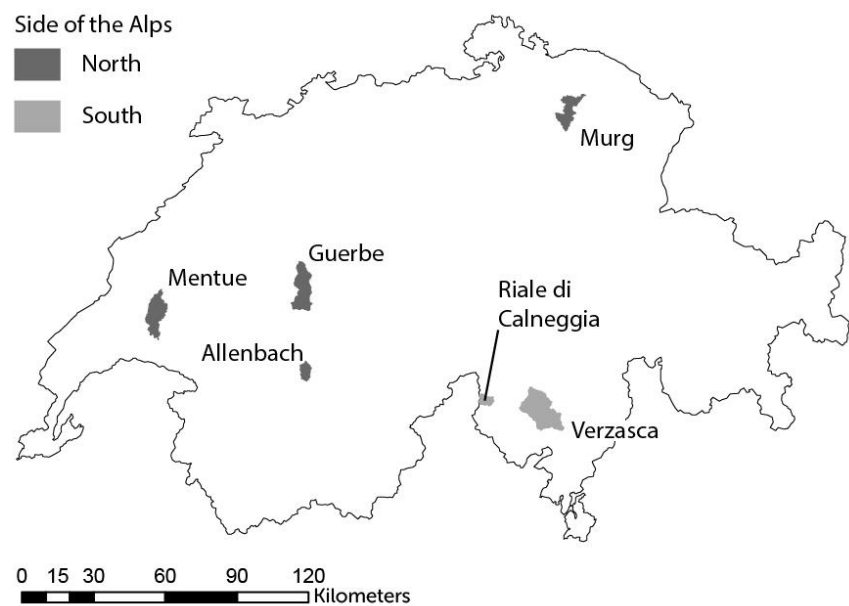 Side of the Alps
North
South
Murg
Guerbe
Mentue
Riale di
Calneggia
Allenbach
Verzasca
0 15 30 60 90 120
Kilometers